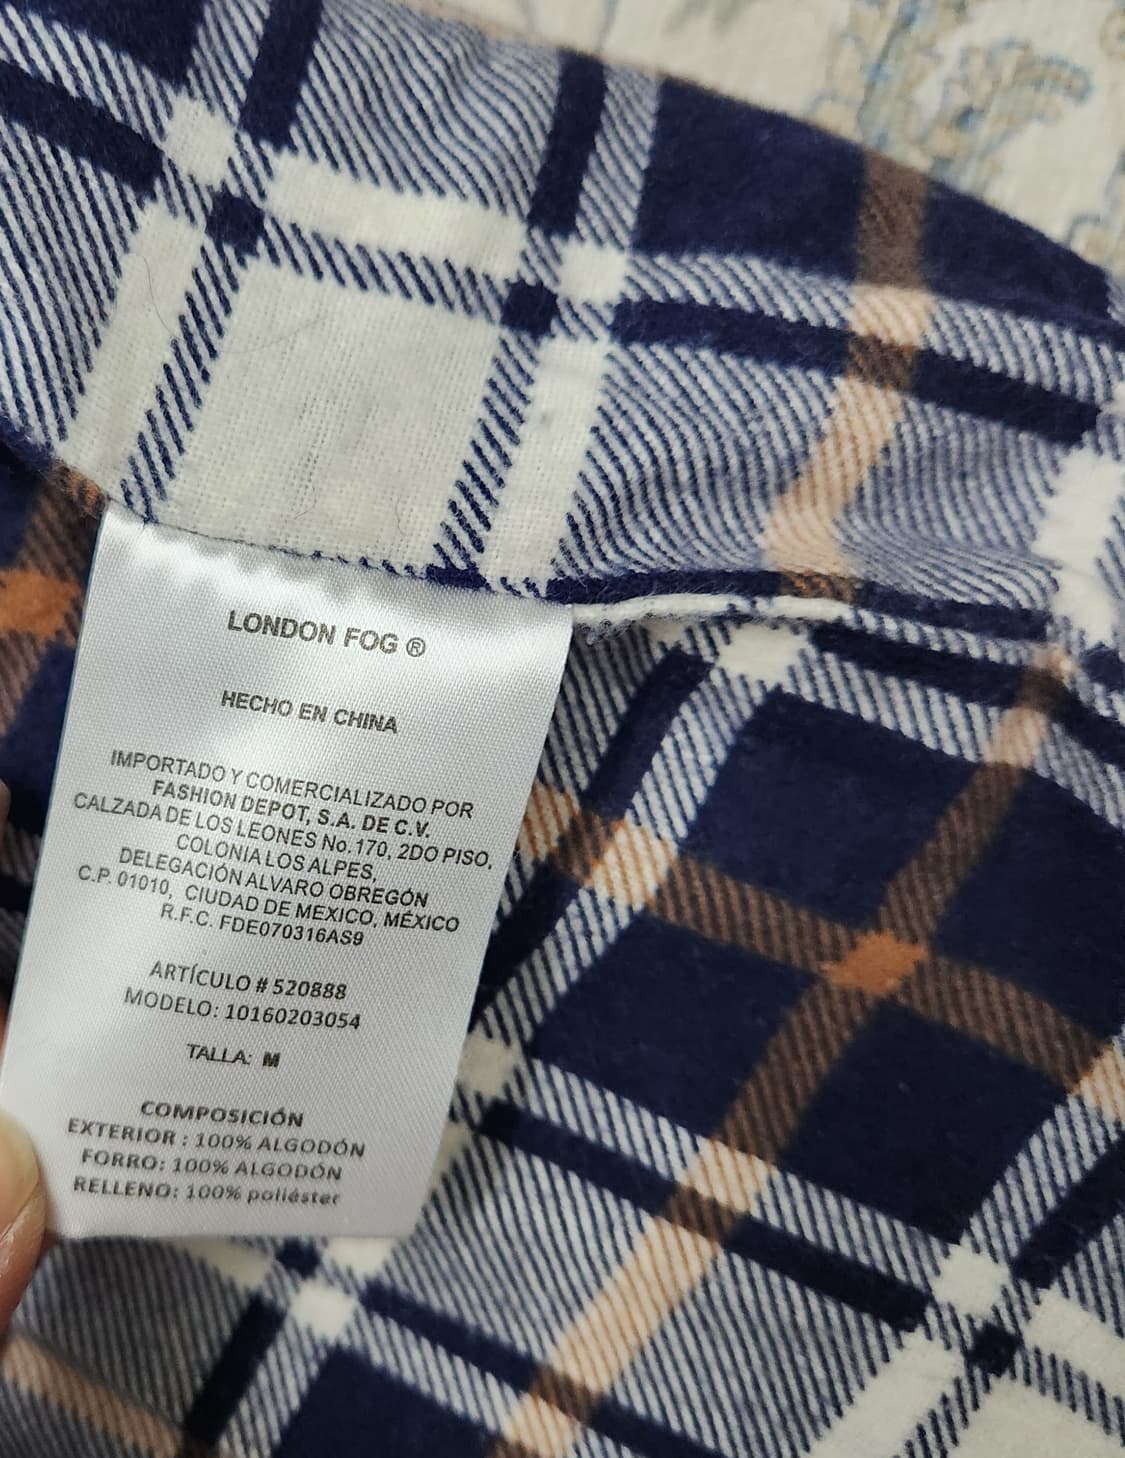 LONDON FOG ®
HECHO EN CHINA
IMPORTADO Y COMERCIALIZADO POR
FASHION DEPOT, S.A. DE C.V.
CALZADA DE LOS LEONES No. 170, 2DO PISO,
COLONIA LOS ALPES,
DELEGACIÓN ALVARO OBREGÓN
C.P. 01010, CIUDAD DE MEXICO, MÉXICO
R.F.C. FDE070316AS9
ARTÍCULO # 520888
MODELO: 10160203054
TALLA: M
COMPOSICIÓN
EXTERIOR : 100% ALGODÓN
FORRO: 100% ALGODÓN
RELLENO: 100% poliéster